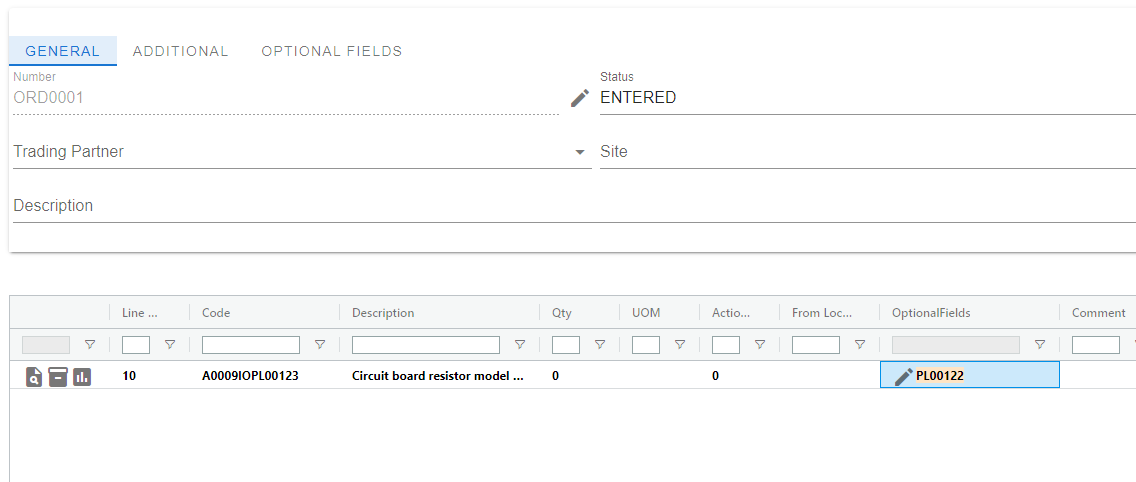 GENERAL ADDITIONAL OPTIONAL FIELDS
Number Status
ORD0001 ENTERED
Trading Partner Site
Description
Line ... Code Description Qty UOM Actio... From Loc... OptionalFields Comment
10 A0009IOPL00123 Circuit board resistor model ... 0 0 PL00122